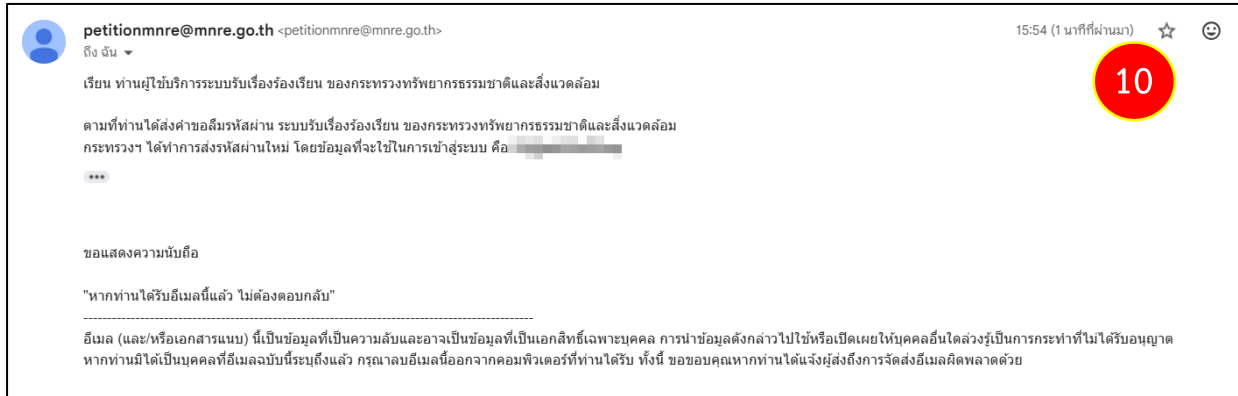 petitionmnre@mnre.go.th <petitionmnre@mnre.go.th> 15:54 (1 นาทีที่ผ่านมา)
ถึง ฉัน
10
เรียน ท่านผู้ใช้บริการระบบรับเรื่องร้องเรียน ของกระทรวงทรัพยากรธรรมชาติและสิ่งแวดล้อม
ตามที่ท่านได้ส่งคำขอลืมรหัสผ่าน ระบบรับเรื่องร้องเรียน ของกระทรวงทรัพยากรธรรมชาติและสิ่งแวดล้อม
กระทรวงฯ ได้ทำการส่งรหัสผ่านใหม่ โดยข้อมูลที่จะใช้ในการเข้าสู่ระบบ คือ
ขอแสดงความนับถือ
"หากท่านได้รับอีเมลนี้แล้ว ไม่ต้องตอบกลับ"
อีเมล (และ/หรือเอกสารแนบ) นี้เป็นข้อมูลที่เป็นความลับและอาจเป็นข้อมูลที่เป็นเอกสิทธิ์เฉพาะบุคคล การนำข้อมูลดังกล่าวไปใช้หรือเปิดเผยให้บุคคลอื่นใดล่วงรู้เป็นการกระทำที่ไม่ได้รับอนุญาต
หากท่านมิได้เป็นบุคคลที่อีเมลฉบับนี้ระบุถึงแล้ว กรุณาลบอีเมลนี้ออกจากคอมพิวเตอร์ที่ท่านได้รับ ทั้งนี้ ขอขอบคุณหากท่านได้แจ้งผู้ส่งถึงการจัดส่งอีเมลผิดพลาดด้วย